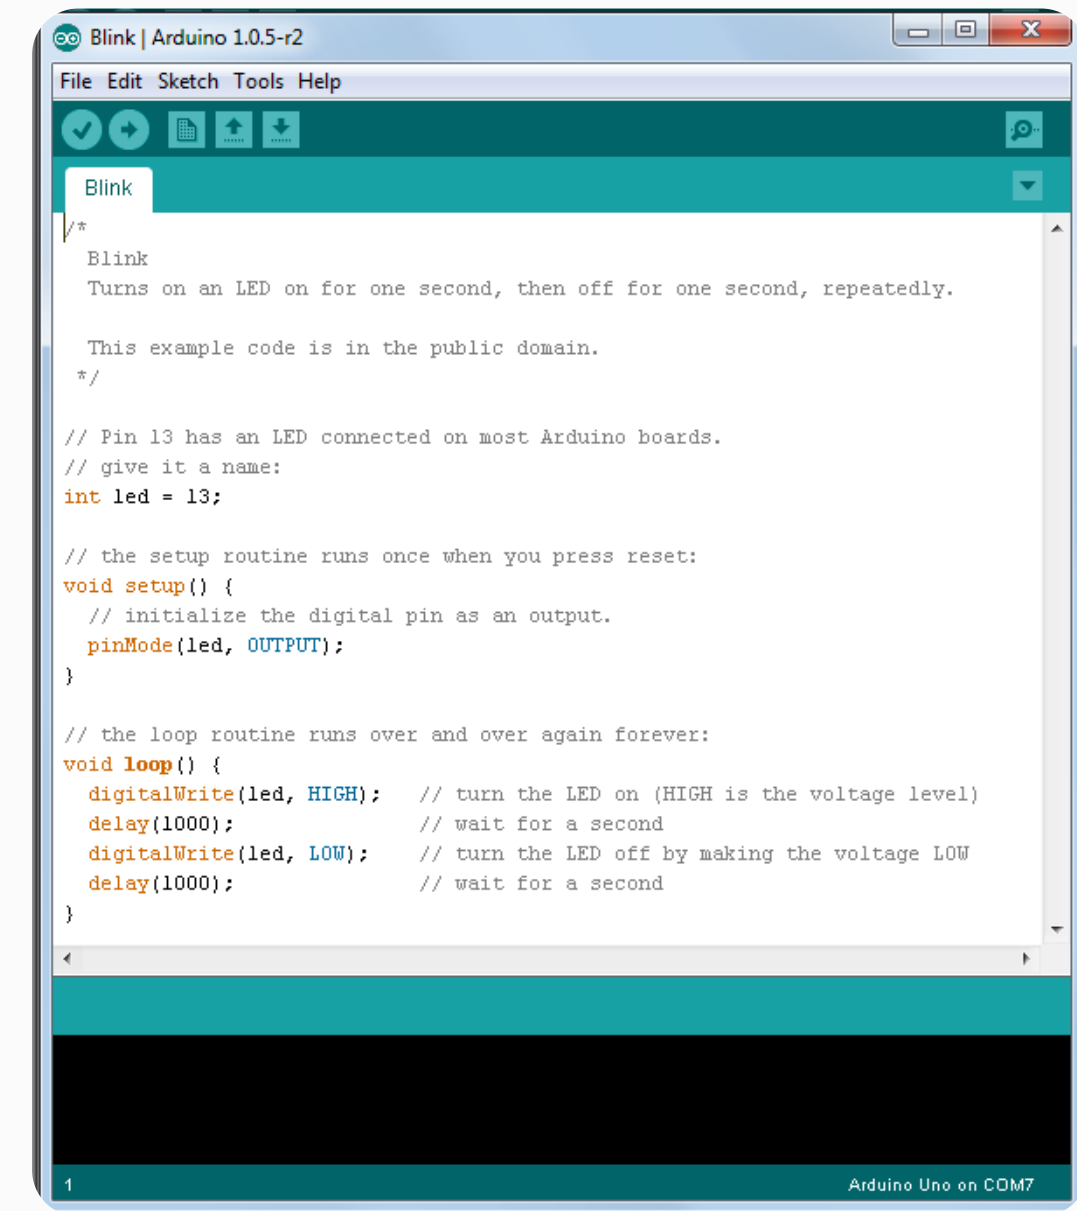 Blink | Arduino 1.0.5-r2
File Edit Sketch Tools Help
Blink
/*
  Blink
  Turns on an LED on for one second, then off for one second, repeatedly.

  This example code is in the public domain.
 */

// Pin 13 has an LED connected on most Arduino boards.
// give it a name:
int led = 13;

// the setup routine runs once when you press reset:
void setup() {
  // initialize the digital pin as an output.
  pinMode(led, OUTPUT);
}

// the loop routine runs over and over again forever:
void loop() {
  digitalWrite(led, HIGH);   // turn the LED on (HIGH is the voltage level)
  delay(1000);               // wait for a second
  digitalWrite(led, LOW);    // turn the LED off by making the voltage LOW
  delay(1000);               // wait for a second
}
1 Arduino Uno on COM7